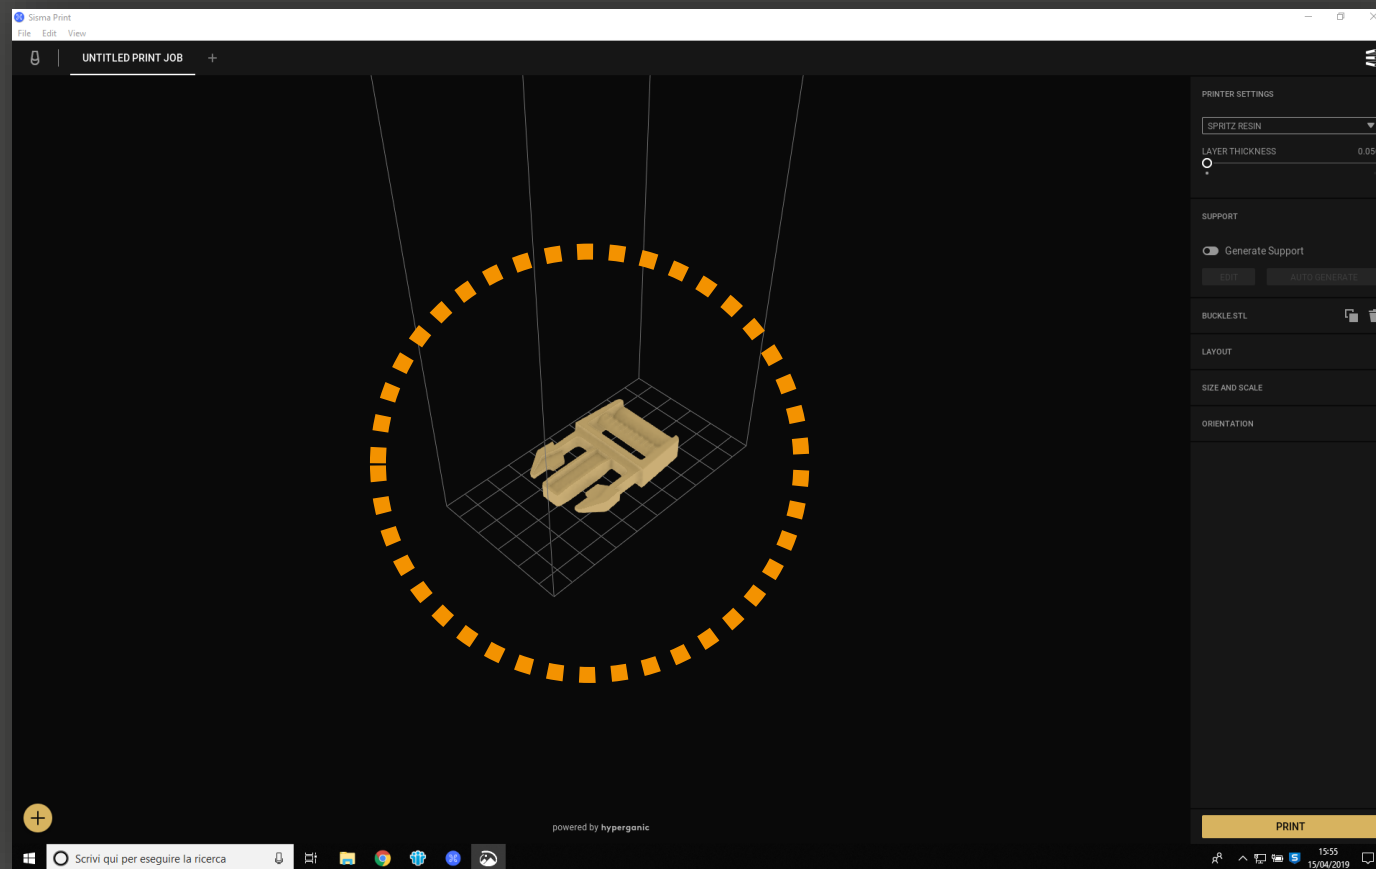 Sisma Print
File Edit View
UNTITLED PRINT JOB
PRINTER SETTINGS
SPRITZ RESIN
LAYER THICKNESS
SUPPORT
Generate Support
EDIT AUTO GENERATE
BUCKLE.STL
LAYOUT
SIZE AND SCALE
ORIENTATION
powered by hyperganic
PRINT
Scrivi qui per eseguire la ricerca
15:55
15/04/2019